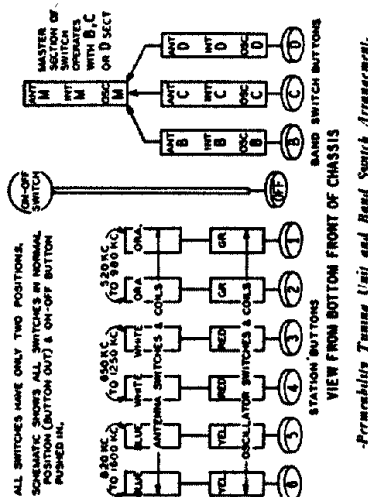 ALL SWITCHES HAVE ONLY TWO POSITIONS.
SCHEMATIC SHOWS ALL SWITCHES IN NORMAL
POSITION (BUTTON OUT) & ON-OFF BUTTON
PUSHED IN.
ON-OFF
SWITCH
MASTER
SECTION OF
SWITCH
OPERATES
WITH B, C
OR D SECT
ANT
M
INT
M
OSC
M
820 KC
TO 1600 KC
650 KC
TO 1250 KC
520 KC
TO 980 KC
BLUE BLUE WHITE WHITE ORA ORA.
ANTENNA SWITCHES & COILS
YEL YEL RED RED GR GR
OSCILLATOR SWITCHES & COILS
6 5 4 3 2 1
OFF
ANT ANT ANT
B C D
INT INT INT
B C D
OSC OSC OSC
B C D
B C D
STATION BUTTONS
BAND SWITCH BUTTONS
VIEW FROM BOTTOM FRONT OF CHASSIS
-Permeability Tuning Unit and Band Switch Arrangement.